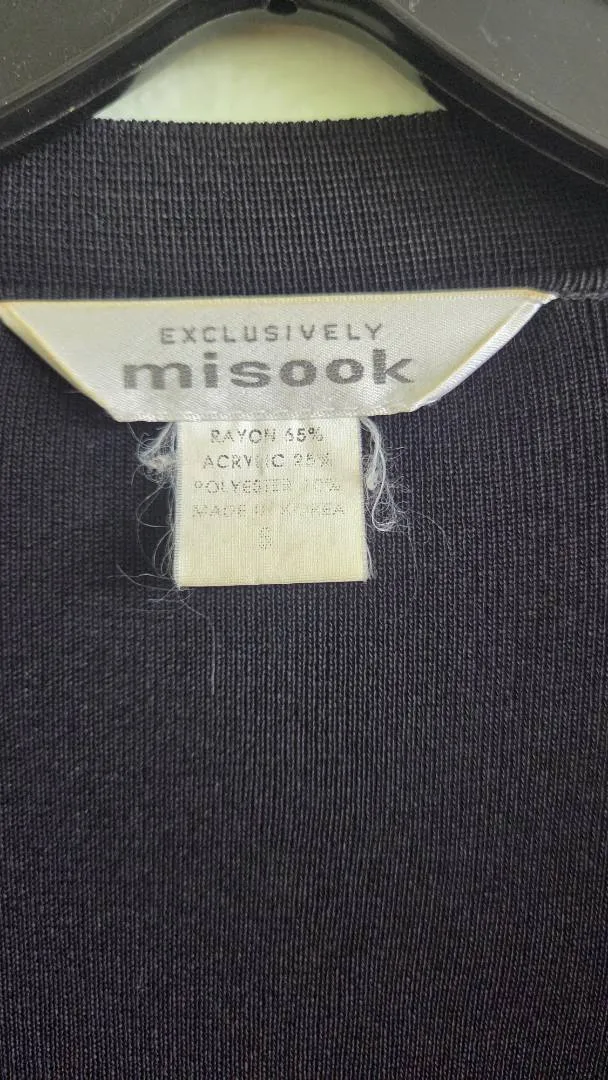 EXCLUSIVELY
misook
RAYON 65%
ACRYLIC 25%
POLYESTER 10%
MADE IN KOREA
S